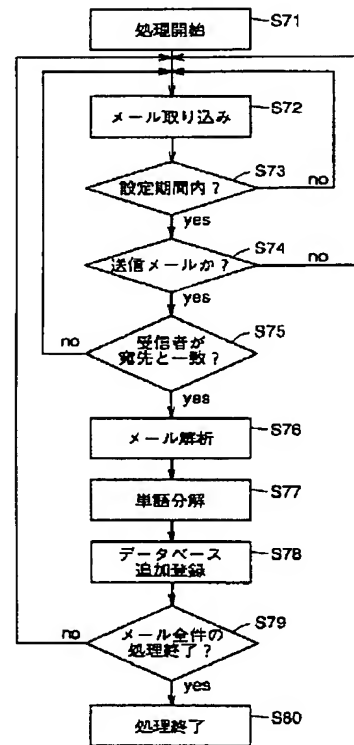 処理開始
S71
メール取り込み
S72
設定期間内？
S73
no
yes
送信メールか？
S74
no
yes
受信者が
宛先と一致？
S75
no
yes
メール解析
S76
単語分解
S77
データベース
追加登録
S78
メール全件の
処理終了？
S79
no
yes
処理終了
S80